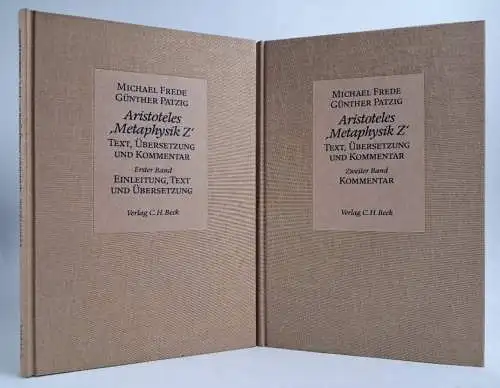 MICHAEL FREDE
GÜNTHER PATZIG
Aristoteles
‚Metaphysik Z‘
TEXT, ÜBERSETZUNG
UND KOMMENTAR
Erster Band
EINLEITUNG, TEXT
UND ÜBERSETZUNG
Verlag C. H. Beck
MICHAEL FREDE
GÜNTHER PATZIG
Aristoteles
‚Metaphysik Z‘
TEXT, ÜBERSETZUNG
UND KOMMENTAR
Zweiter Band
KOMMENTAR
Verlag C. H. Beck